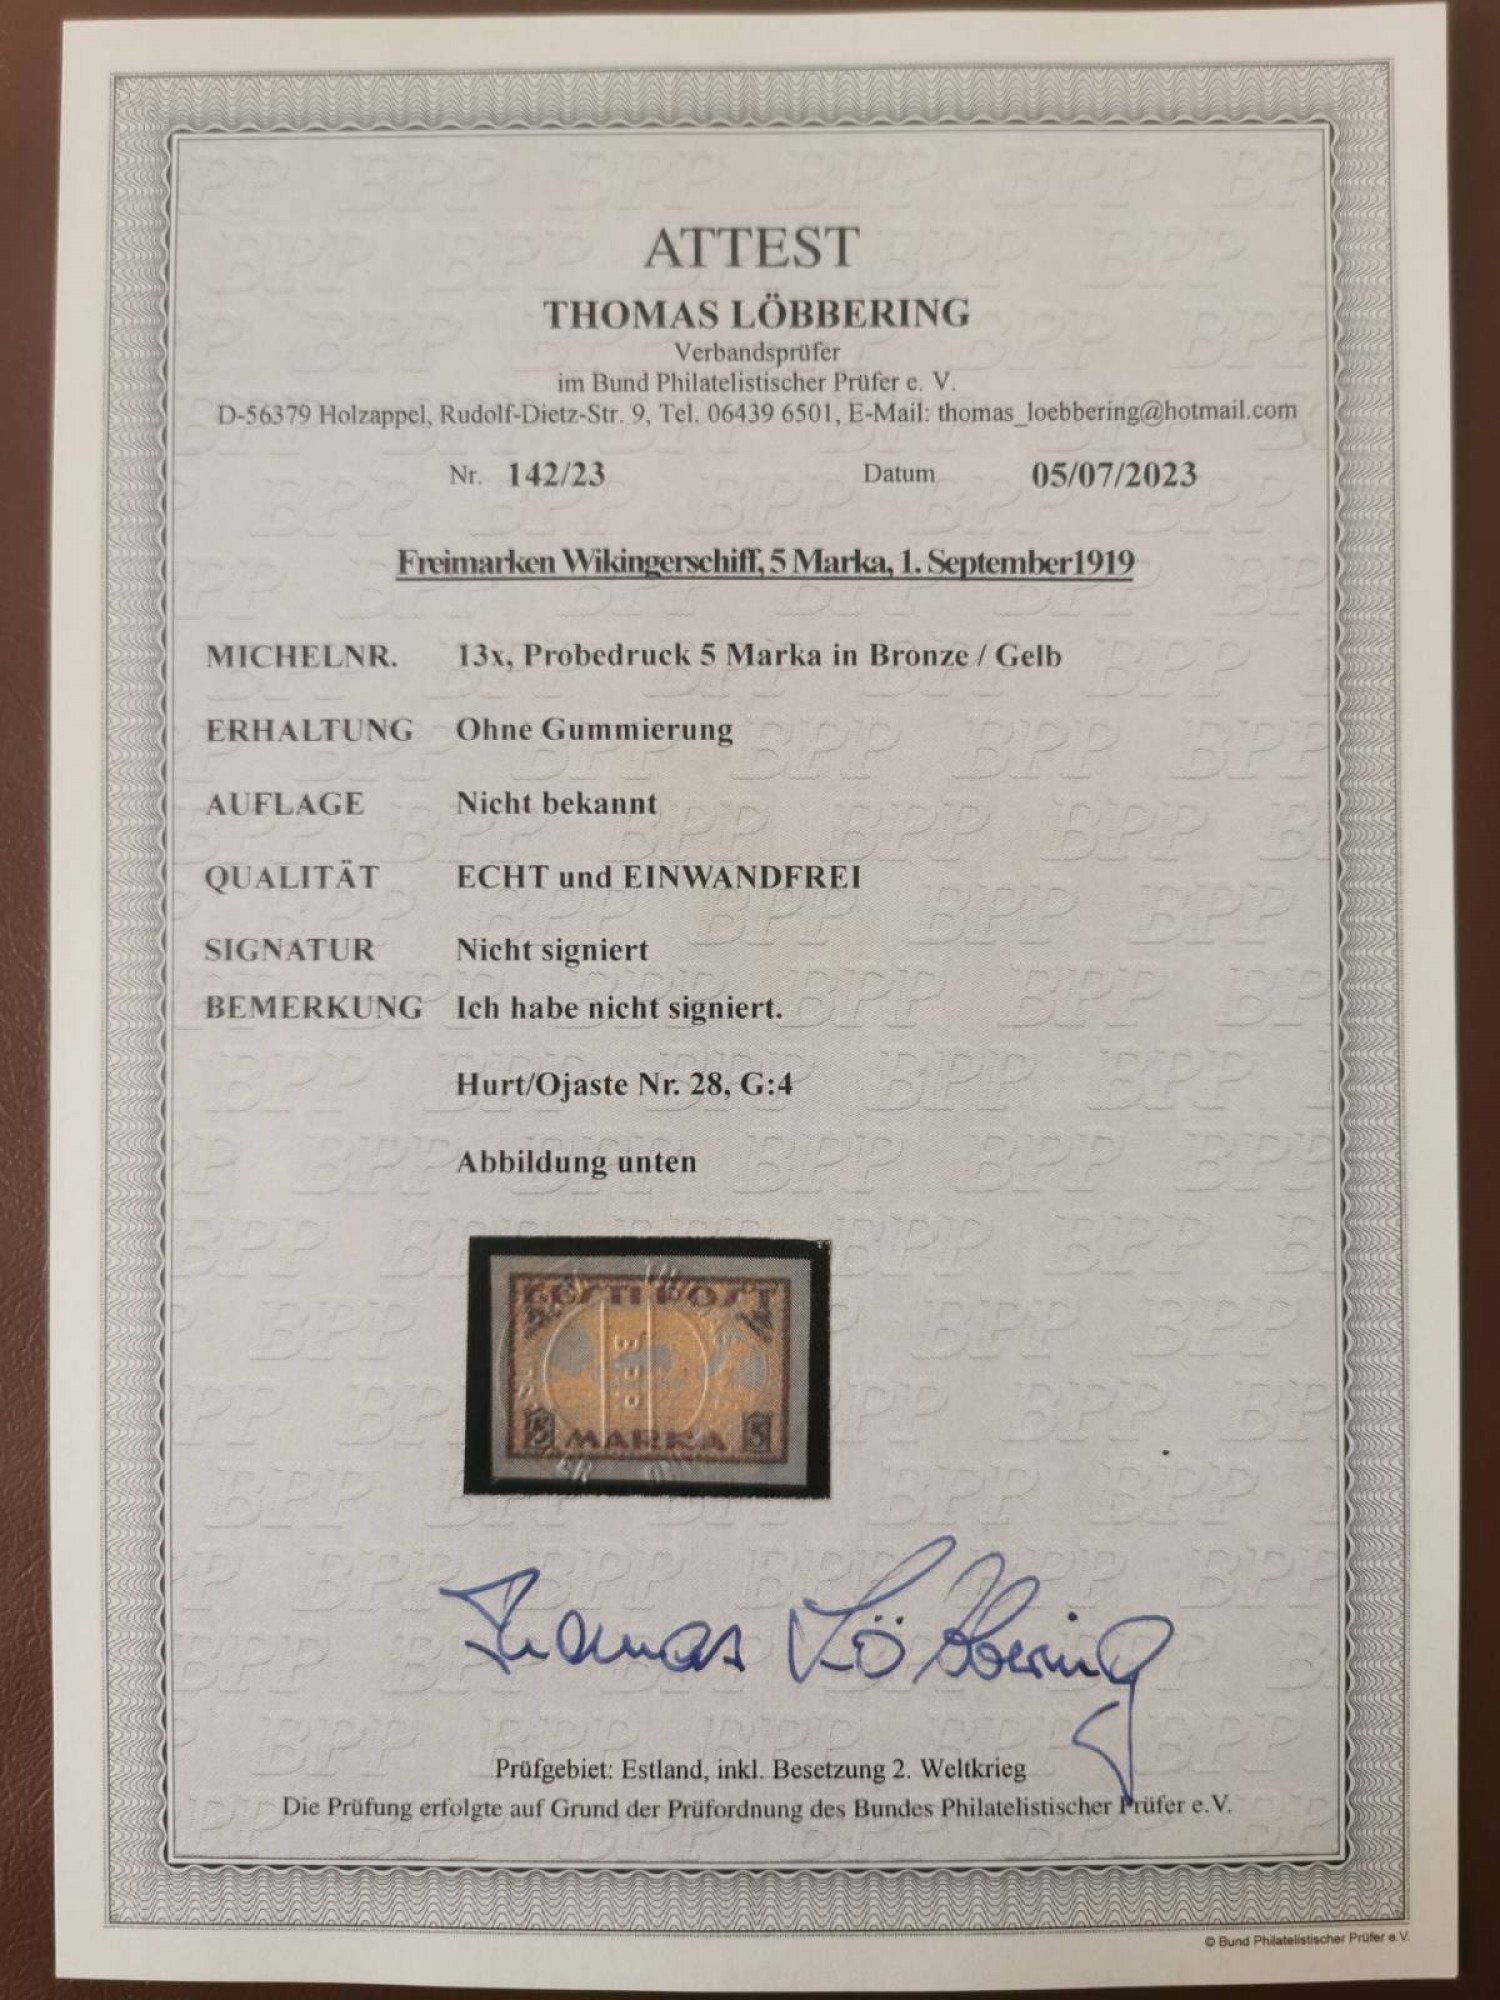 ATTEST
THOMAS LÖBBERING
Verbandsprüfer
im Bund Philatelistischer Prüfer e. V.
D-56379 Holzappel, Rudolf-Dietz-Str. 9, Tel. 06439 6501, E-Mail: thomas_loebbering@hotmail.com
Nr. 142/23 Datum 05/07/2023
Freimarken Wikingerschiff, 5 Marka, 1. September1919
MICHELNR. 13x, Probedruck 5 Marka in Bronze / Gelb
ERHALTUNG Ohne Gummierung
AUFLAGE Nicht bekannt
QUALITÄT ECHT und EINWANDFREI
SIGNATUR Nicht signiert
BEMERKUNG Ich habe nicht signiert.
Hurt/Ojaste Nr. 28, G:4
Abbildung unten
EESTI POST
5 MARKA 5
Thomas Löbbering
Prüfgebiet: Estland, inkl. Besetzung 2. Weltkrieg
Die Prüfung erfolgte auf Grund der Prüfordnung des Bundes Philatelistischer Prüfer e.V.
© Bund Philatelistischer Prüfer e.V.